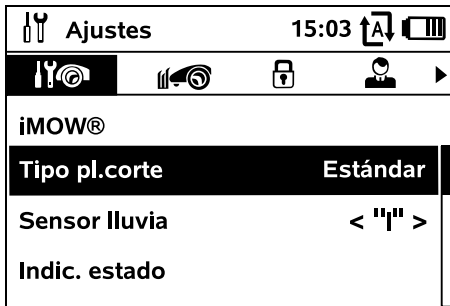 Ajustes 15:03 A
iMOW®
Tipo pl.corte Estándar
Sensor lluvia < "I" >
Indic. estado